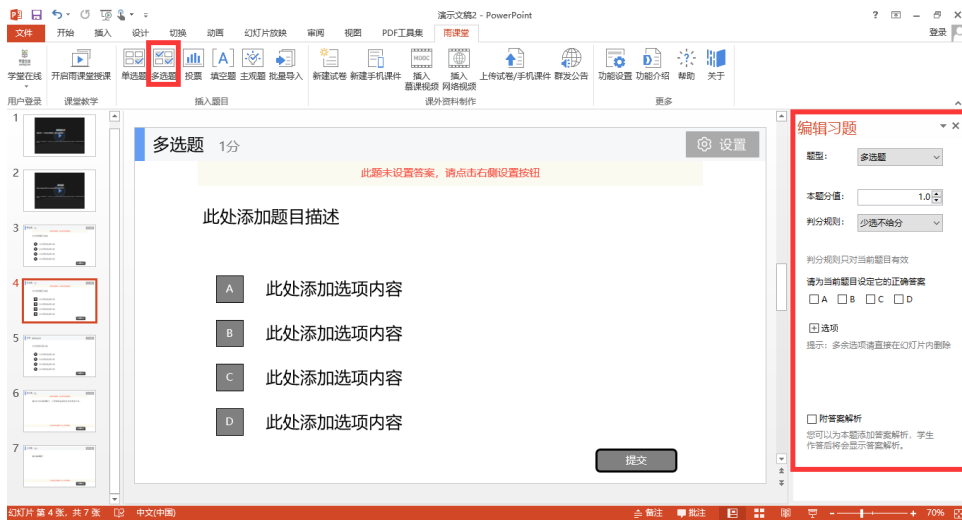 演示文稿2 - PowerPoint
文件 开始 插入 设计 切换 动画 幻灯片放映 审阅 视图 PDF工具集 雨课堂 登录
学堂在线 开启雨课堂授课 单选题 多选题 投票 填空题 主观题 批量导入 新建试卷 新建手机课件 插入慕课视频 插入网络视频 上传试卷/手机课件 群发公告 功能设置 功能介绍 帮助 关于
用户登录 课堂教学 插入题目 课外资料制作 更多
1
2
3
4
5
6
7
多选题 1分 设置
此题未设置答案，请点击右侧设置按钮
此处添加题目描述
A 此处添加选项内容
B 此处添加选项内容
C 此处添加选项内容
D 此处添加选项内容
提交
编辑习题
题型： 多选题
本题分值： 1.0
判分规则： 少选不给分
判分规则只对当前题目有效
请为当前题目设定它的正确答案
A B C D
选项
提示：多余选项请直接在幻灯片内删除
附答案解析
您可以为本题添加答案解析，学生
作答后将会显示答案解析。
幻灯片 第 4 张，共 7 张 中文(中国) 备注 批注 70%